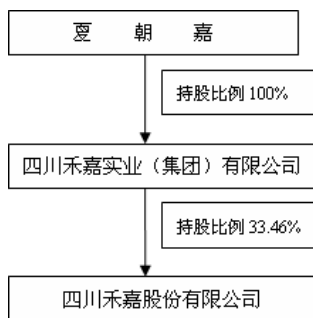 夏 朝 嘉
持股比例 100%
四川禾嘉实业（集团）有限公司
持股比例 33.46%
四川禾嘉股份有限公司